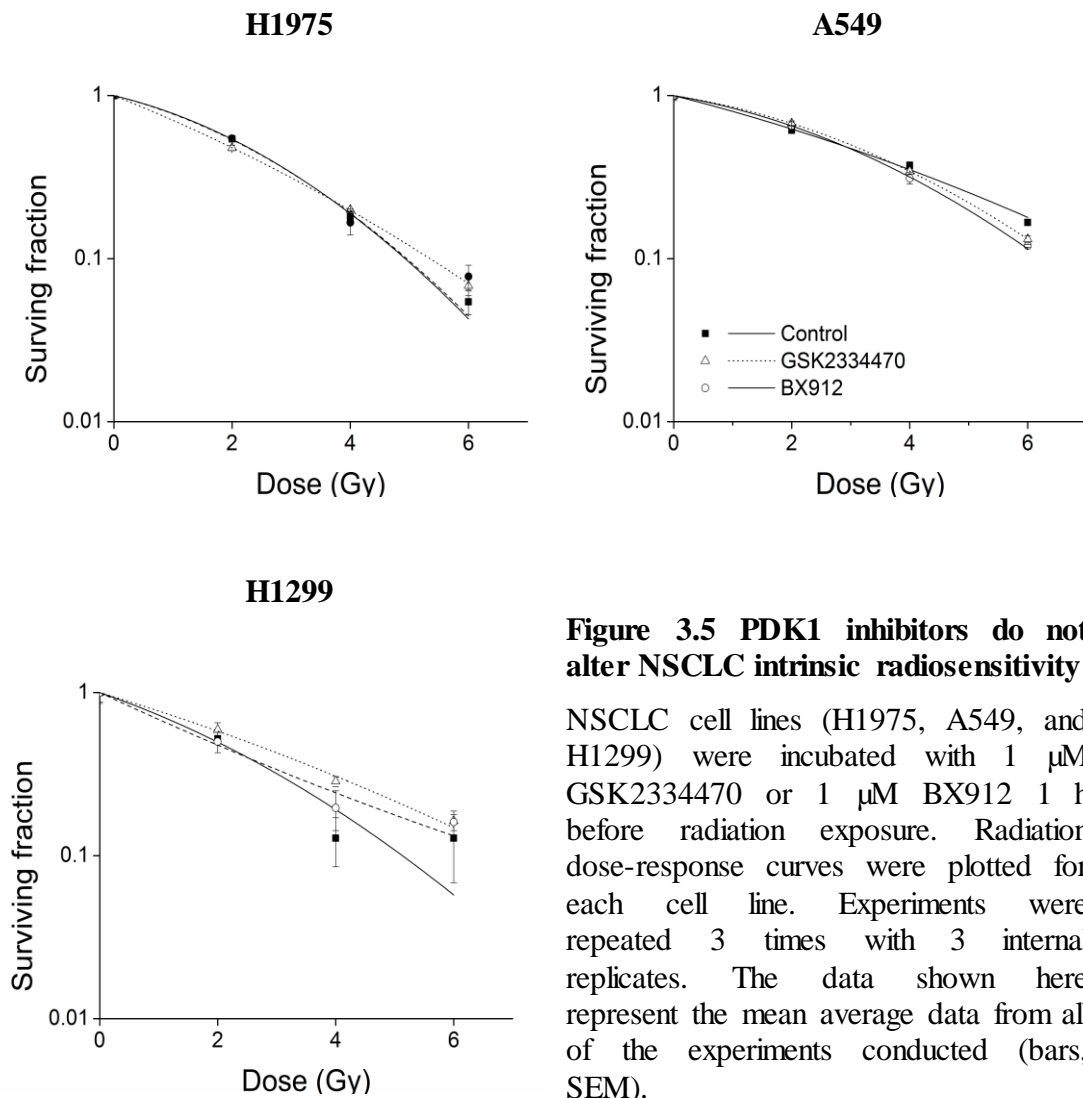 H1975
A549
1
0.1
0.01
0
2
4
6
Surving fraction
Dose (Gy)
1
0.1
0.01
0
2
4
6
Surviving fraction
Dose (Gy)
Control
GSK2334470
BX912
H1299
1
0.1
0.01
0
2
4
6
Surviving fraction
Dose (Gy)
Figure 3.5 PDK1 inhibitors do not
alter NSCLC intrinsic radiosensitivity
NSCLC cell lines (H1975, A549, and
H1299) were incubated with 1 µM
GSK2334470 or 1 µM BX912 1 h
before radiation exposure. Radiation
dose-response curves were plotted for
each cell line. Experiments were
repeated 3 times with 3 internal
replicates. The data shown here
represent the mean average data from all
of the experiments conducted (bars,
SEM).